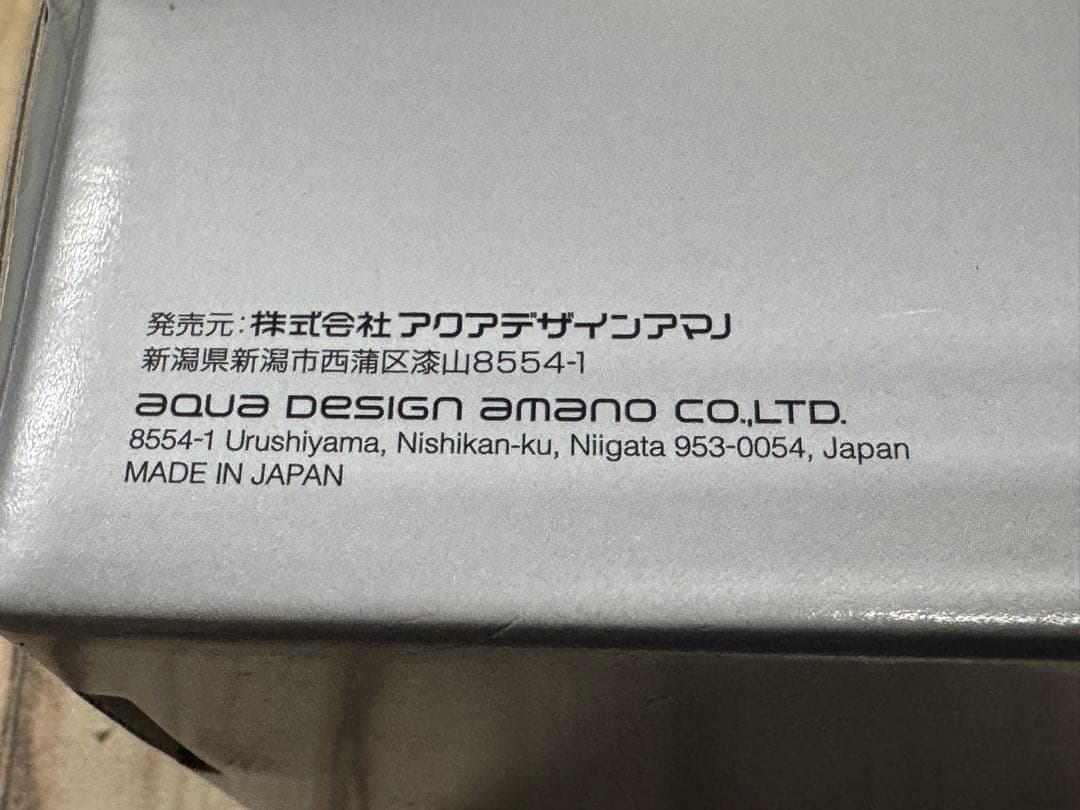 発売元:株式会社アクアデザインアマノ
新潟県新潟市西蒲区漆山8554-1
aQUa DESIGN amano CO.,LTD.
8554-1 Urushiyama, Nishikan-ku, Niigata 953-0054, Japan
MADE IN JAPAN